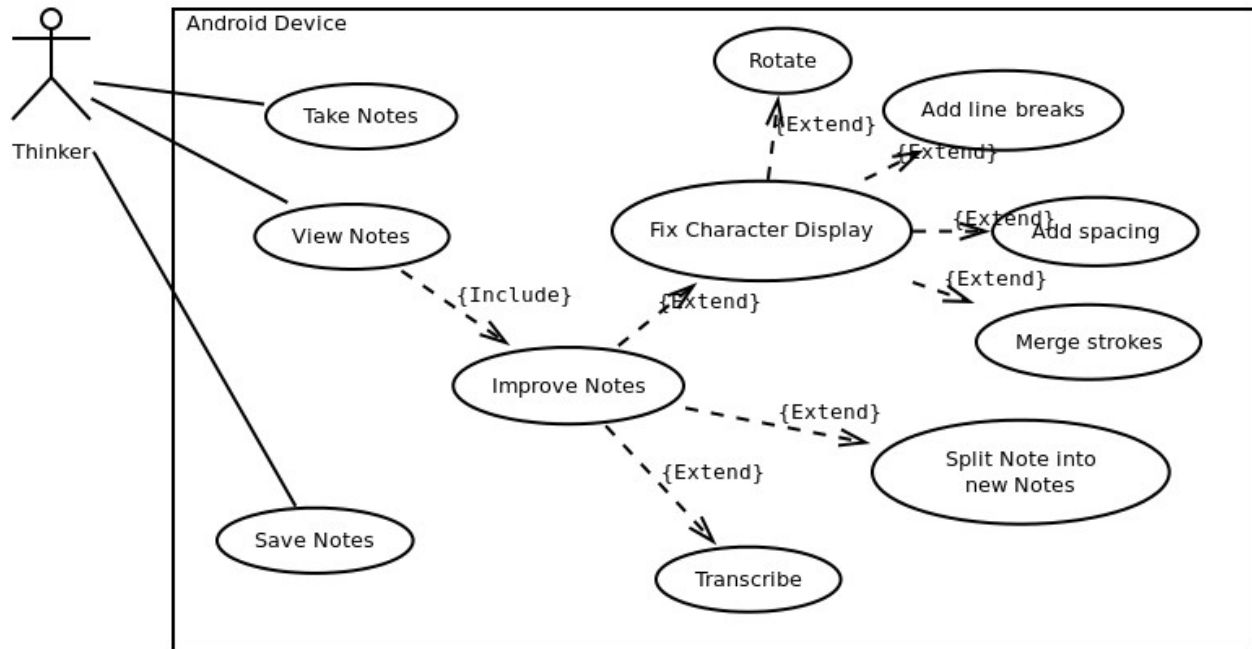 Android Device
Rotate
Take Notes
{Extend}
Add line breaks
Thinker
{Extend}
View Notes
Fix Character Display
{Extend}
Add spacing
{Include}
{Extend}
{Extend}
Merge strokes
Improve Notes
{Extend}
Split Note into
new Notes
{Extend}
Save Notes
Transcribe